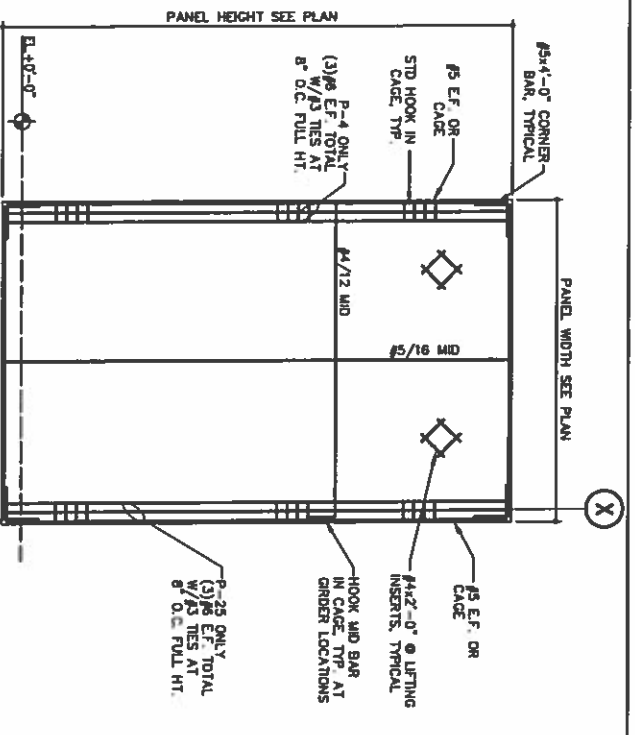 PANEL HEIGHT SEE PLAN
EL +0'-0"
P-4 ONLY
(3)#6 E.F. TOTAL
W/#3 TIES AT
8" O.C. FULL HT.
STD HOOK IN
CAGE, TYP.
#5 E.F. OR
CAGE
#5x4'-0" CORNER
BAR, TYPICAL
PANEL WIDTH SEE PLAN
X
#4/12 MID
#5/16 MID
#5 E.F. OR
CAGE
#4x2'-0" @ LIFTING
INSERTS, TYPICAL
HOOK MID BAR
IN CAGE, TYP. AT
GIRDER LOCATIONS
P-25 ONLY
(3)#6 E.F. TOTAL
W/#3 TIES AT
8" O.C. FULL HT.